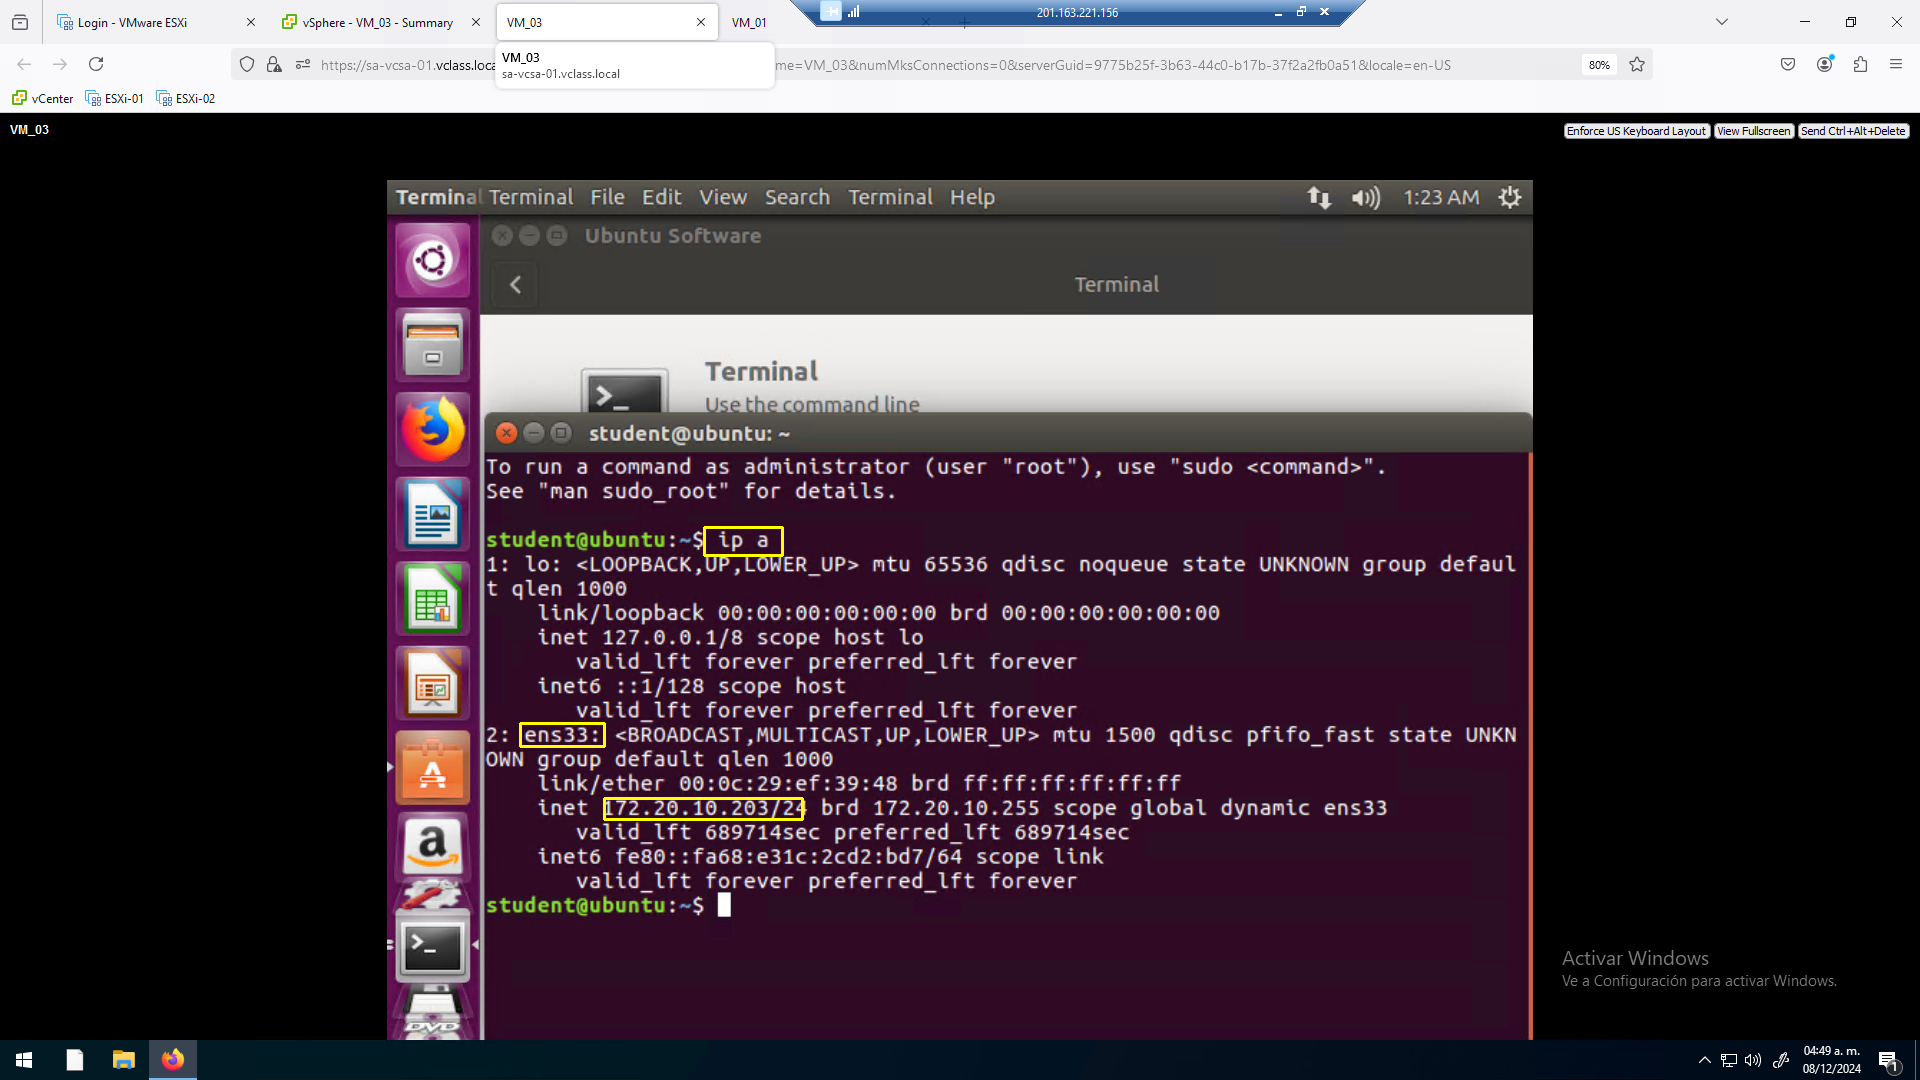 Login - VMware ESXi
vSphere - VM_03 - Summary
VM_03
VM_01
201.163.221.156
https://sa-vcsa-01.vclass.loca
me=VM_03&numMksConnections=0&serverGuid=9775b25f-3b63-44c0-b17b-37f2a2fb0a51&locale=en-US
80%
VM_03
sa-vcsa-01.vclass.local
vCenter
ESXi-01
ESXi-02
VM_03
Enforce US Keyboard Layout
View Fullscreen
Send Ctrl+Alt+Delete
Terminal Terminal File Edit View Search Terminal Help
1:23 AM
Ubuntu Software
Terminal
Terminal
Use the command line
student@ubuntu: ~
To run a command as administrator (user "root"), use "sudo <command>".
See "man sudo_root" for details.
student@ubuntu:~$ ip a
1: lo: <LOOPBACK,UP,LOWER_UP> mtu 65536 qdisc noqueue state UNKNOWN group defaul
t qlen 1000
link/loopback 00:00:00:00:00:00 brd 00:00:00:00:00:00
inet 127.0.0.1/8 scope host lo
valid_lft forever preferred_lft forever
inet6 ::1/128 scope host
valid_lft forever preferred_lft forever
2: ens33: <BROADCAST,MULTICAST,UP,LOWER_UP> mtu 1500 qdisc pfifo_fast state UNKN
OWN group default qlen 1000
link/ether 00:0c:29:ef:39:48 brd ff:ff:ff:ff:ff:ff
inet 172.20.10.203/24 brd 172.20.10.255 scope global dynamic ens33
valid_lft 689714sec preferred_lft 689714sec
inet6 fe80::fa68:e31c:2cd2:bd7/64 scope link
valid_lft forever preferred_lft forever
student@ubuntu:~$
DVD
Activar Windows
Ve a Configuración para activar Windows.
04:49 a. m.
08/12/2024
1